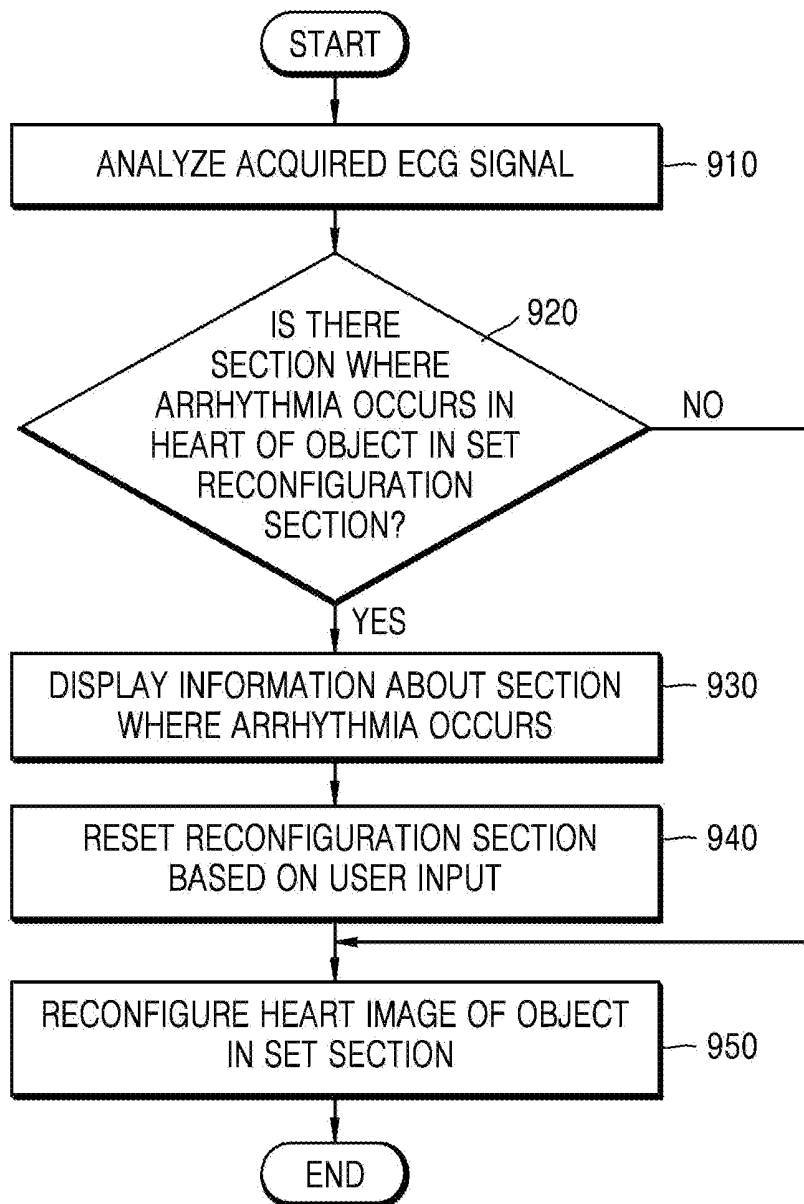 START
ANALYZE ACQUIRED ECG SIGNAL
910
920
IS THERE
SECTION WHERE
ARRHYTHMIA OCCURS IN
HEART OF OBJECT IN SET
RECONFIGURATION
SECTION?
NO
YES
DISPLAY INFORMATION ABOUT SECTION
WHERE ARRHYTHMIA OCCURS
930
RESET RECONFIGURATION SECTION
BASED ON USER INPUT
940
RECONFIGURE HEART IMAGE OF OBJECT
IN SET SECTION
950
END